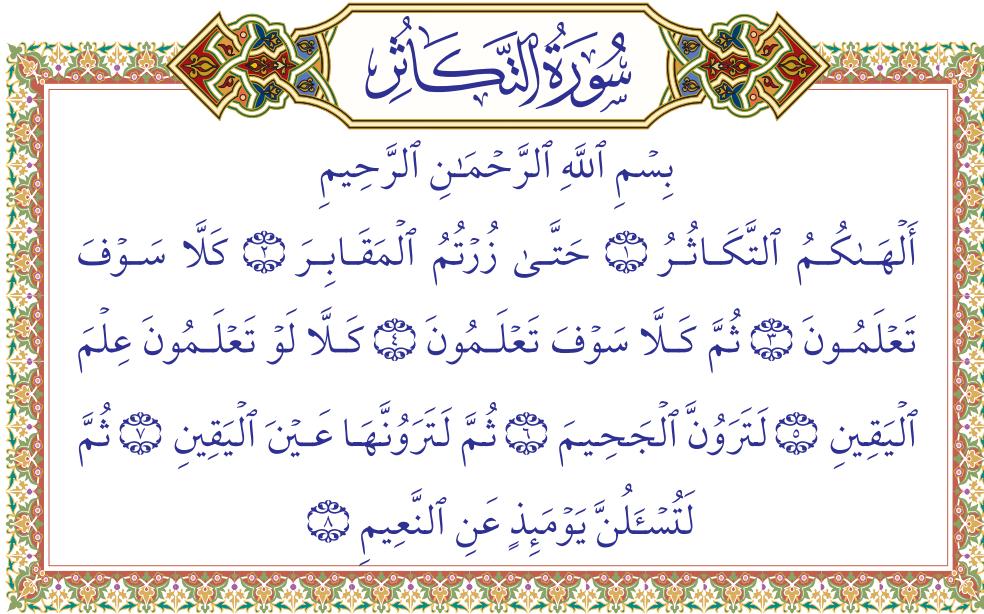 سُورَةُ التَّكَاثُرِ
بِسْمِ ٱللَّهِ ٱلرَّحْمَـٰنِ ٱلرَّحِيمِ
أَلْهَىٰكُمُ ٱلتَّكَاثُرُ ۝١ حَتَّىٰ زُرْتُمُ ٱلْمَقَابِرَ ۝٢ كَلَّا سَوْفَ
تَعْلَمُونَ ۝٣ ثُمَّ كَلَّا سَوْفَ تَعْلَمُونَ ۝٤ كَلَّا لَوْ تَعْلَمُونَ عِلْمَ
ٱلْيَقِينِ ۝٥ لَتَرَوُنَّ ٱلْجَحِيمَ ۝٦ ثُمَّ لَتَرَوُنَّهَا عَيْنَ ٱلْيَقِينِ ۝٧ ثُمَّ
لَتُسْـَٔلُنَّ يَوْمَئِذٍ عَنِ ٱلنَّعِيمِ ۝٨